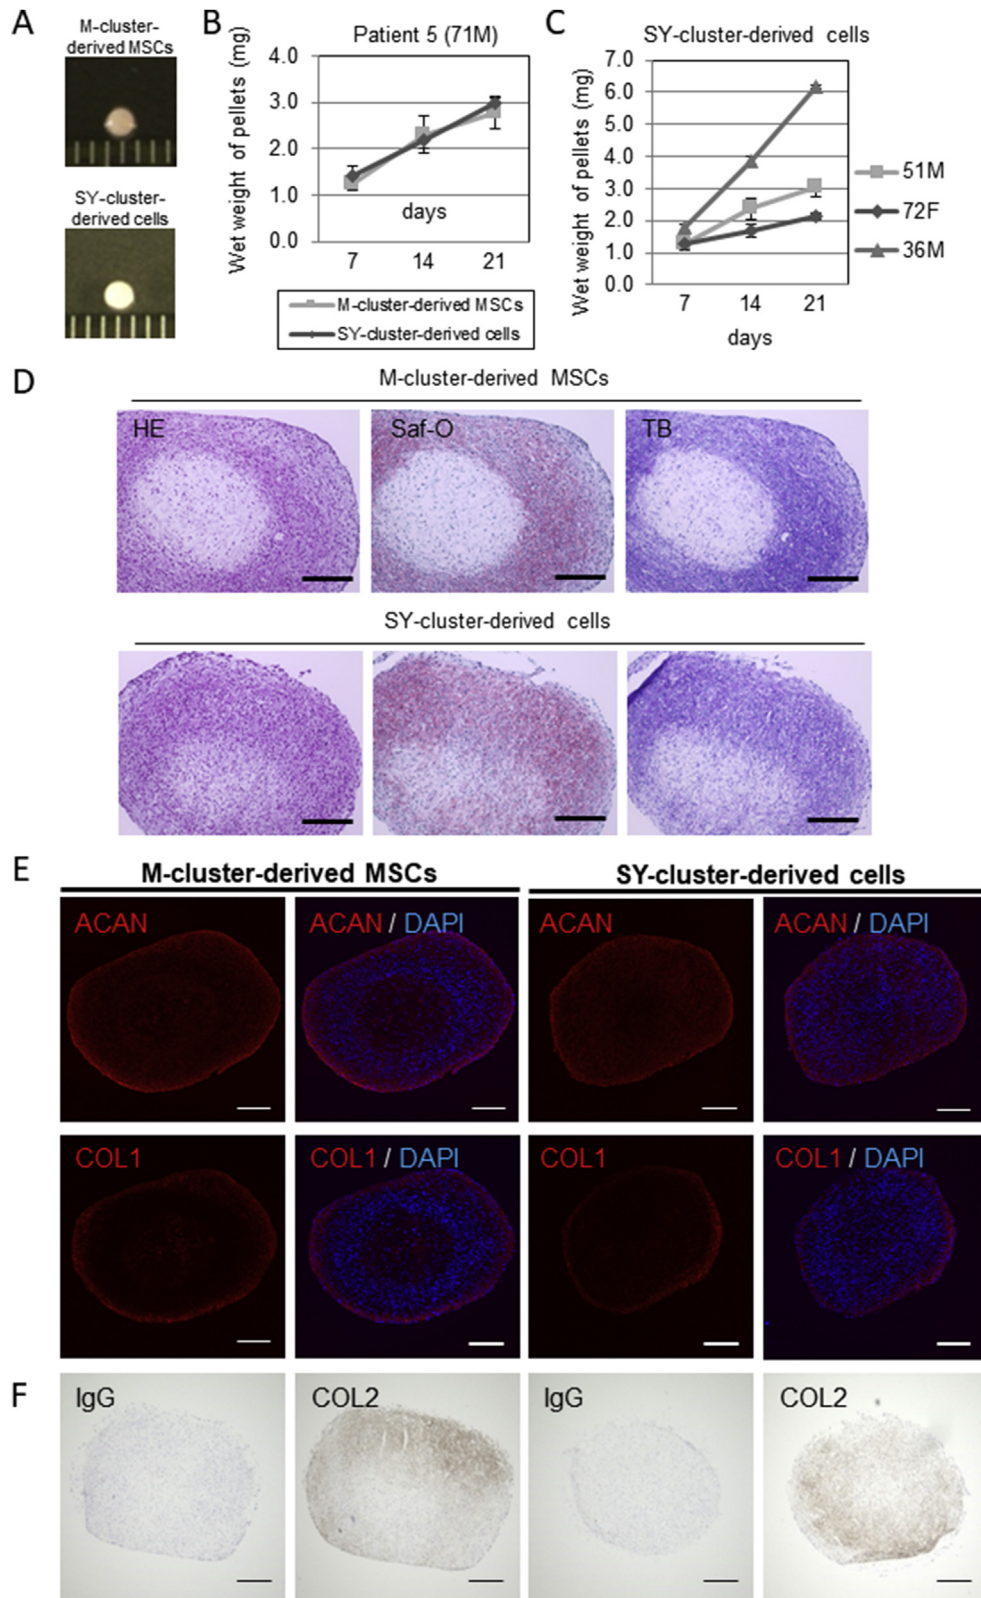 A
M-cluster-
derived MSCs
SY-cluster-
derived cells
B
Patient 5 (71M)
Wet weight of pellets (mg)
4.0
3.0
2.0
1.0
0.0
days
7 14 21
M-cluster-derived MSCs
SY-cluster-derived cells
C
SY-cluster-derived cells
Wet weight of pellets (mg)
7.0
6.0
5.0
4.0
3.0
2.0
1.0
0.0
7 14 21
days
51M
72F
36M
D
M-cluster-derived MSCs
HE Saf-O TB
SY-cluster-derived cells
E
M-cluster-derived MSCs SY-cluster-derived cells
ACAN ACAN / DAPI ACAN ACAN / DAPI
COL1 COL1 / DAPI COL1 COL1 / DAPI
F
IgG COL2 IgG COL2